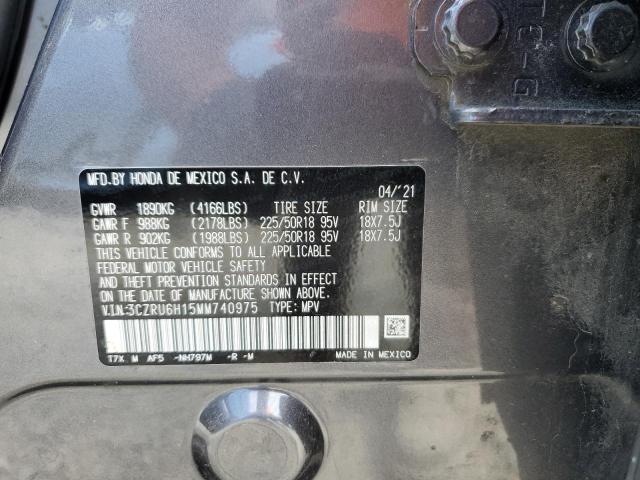 MFD.BY HONDA DE MEXICO S.A. DE C.V.
04/'21
GVWR 1890KG (4166LBS) TIRE SIZE RIM SIZE
GAWR F 988KG (2178LBS) 225/50R18 95V 18X7.5J
GAWR R 902KG (1988LBS) 225/50R18 95V 18X7.5J
THIS VEHICLE CONFORMS TO ALL APPLICABLE
FEDERAL MOTOR VEHICLE SAFETY
AND THEFT PREVENTION STANDARDS IN EFFECT
ON THE DATE OF MANUFACTURE SHOWN ABOVE.
V.I.N:3CZRU6H15MM740975 TYPE: MPV
T7X M AF5 -NH797M -R -M MADE IN MEXICO